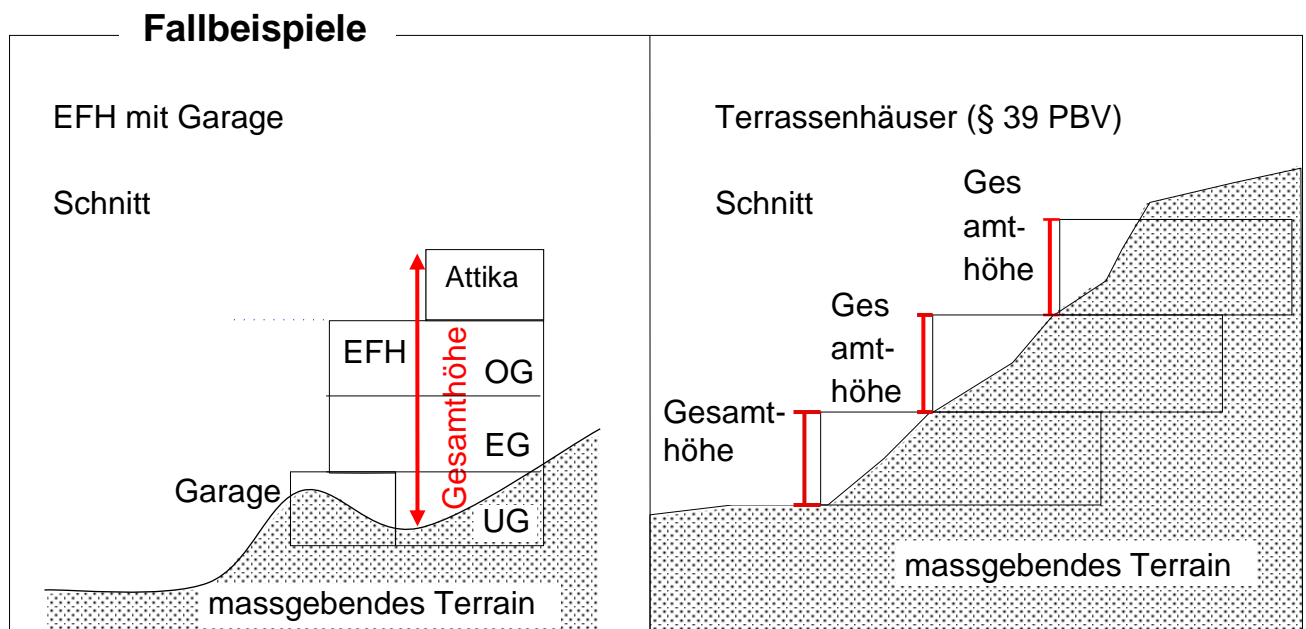 Fallbeispiele
EFH mit Garage
Schnitt
Attika
EFH
OG
EG
Garage
UG
Gesamthöhe
massgebendes Terrain
Terrassenhäuser (§ 39 PBV)
Schnitt
Ges
amt-
höhe
Ges
amt-
höhe
Gesamt-
höhe
massgebendes Terrain